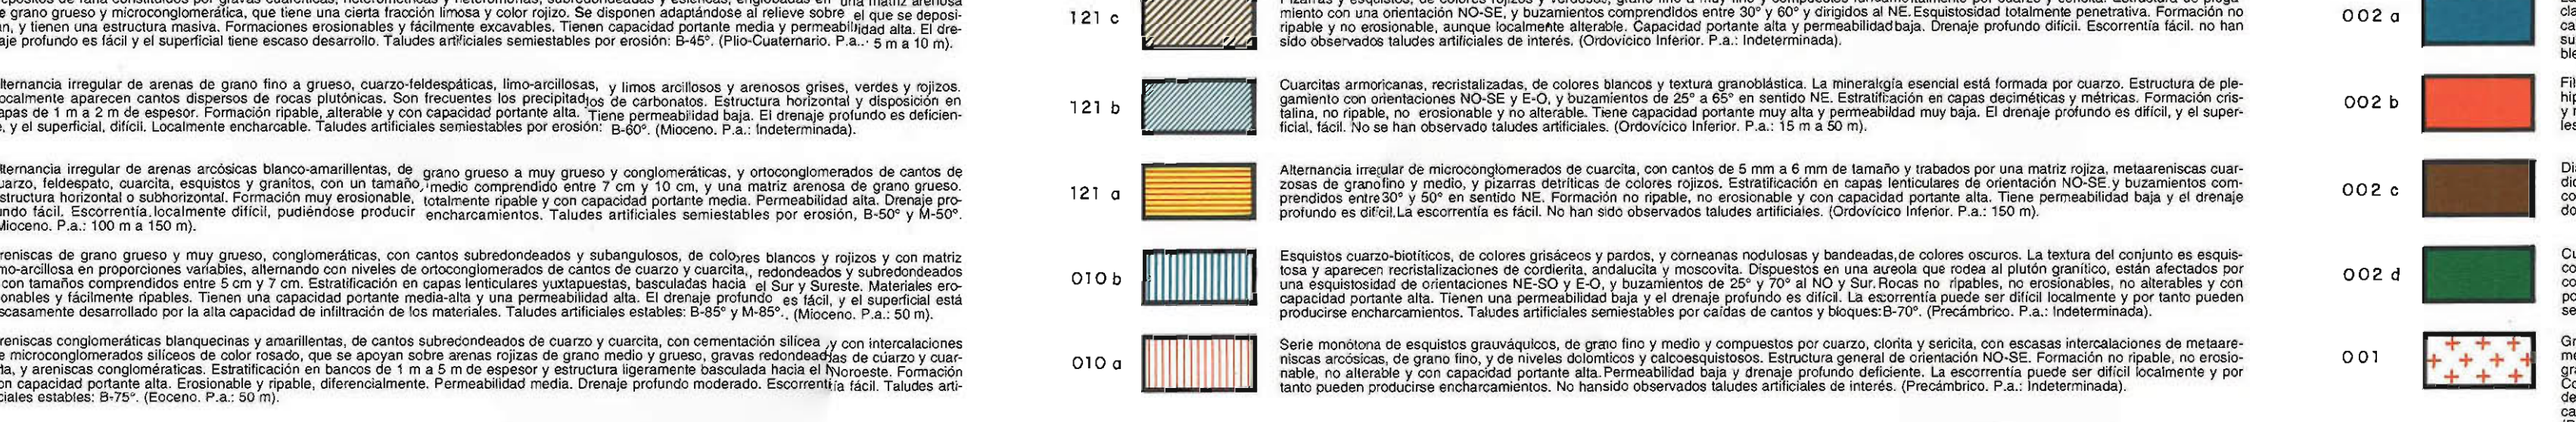 de grano grueso y microconglomerática, que tiene una cierta fracción limosa y color rojizo. Se disponen adaptándose al relieve sobre el que se deposi-
an, y tienen una estructura masiva. Formaciones erosionables y fácilmente excavables. Tienen capacidad portante media y permeabilidad alta. El dre-
aje profundo es fácil y el superficial tiene escaso desarrollo. Taludes artificiales semiestables por erosión: B-45°. (Plio-Cuaternario. P.a.: 5 m a 10 m).
lternancia irregular de arenas de grano fino a grueso, cuarzo-feldespáticas, limo-arcillosas, y limos arcillosos y arenosos grises, verdes y rojizos.
ocalmente aparecen cantos dispersos de rocas plutónicas. Son frecuentes los precipitados de carbonatos. Estructura horizontal y disposición en
apas de 1 m a 2 m de espesor. Formación ripable, alterable y con capacidad portante alta. Tiene permeabilidad baja. El drenaje profundo es deficien-
e, y el superficial, difícil. Localmente encharcable. Taludes artificiales semiestables por erosión: B-60°. (Mioceno. P.a.: Indeterminada).
lternancia irregular de arenas arcósicas blanco-amarillentas, de grano grueso a muy grueso y conglomeráticas, y ortoconglomerados de cantos de
uarzo, feldespato, cuarcita, esquistos y granitos, con un tamaño medio comprendido entre 7 cm y 10 cm, y una matriz arenosa de grano grueso.
structura horizontal o subhorizontal. Formación muy erosionable, totalmente ripable y con capacidad portante media. Permeabilidad alta. Drenaje pro-
undo fácil. Escorrentía localmente difícil, pudiéndose producir encharcamientos. Taludes artificiales semiestables por erosión, B-50° y M-50°.
Mioceno. P.a.: 100 m a 150 m).
reniscas de grano grueso y muy grueso, conglomeráticas, con cantos subredondeados y subangulosos, de colores blancos y rojizos y con matriz
mo-arcillosa en proporciones variables, alternando con niveles de ortoconglomerados de cantos de cuarzo y cuarcita, redondeados y subredondeados
con tamaños comprendidos entre 5 cm y 7 cm. Estratificación en capas lenticulares yuxtapuestas, basculadas hacia el Sur y Sureste. Materiales ero-
onables y fácilmente ripables. Tienen una capacidad portante media-alta y una permeabilidad alta. El drenaje profundo es fácil, y el superficial está
scasamente desarrollado por la alta capacidad de infiltración de los materiales. Taludes artificiales estables: B-85° y M-85°. (Mioceno. P.a.: 50 m).
reniscas conglomeráticas blanquecinas y amarillentas, de cantos subredondeados de cuarzo y cuarcita, con cementación silícea y con intercalaciones
e microconglomerados silíceos de color rosado, que se apoyan sobre arenas rojizas de grano medio y grueso, gravas redondeadas de cuarzo y cuar-
ta, y areniscas conglomeráticas. Estratificación en bancos de 1 m a 5 m de espesor y estructura ligeramente basculada hacia el Noroeste. Formación
on capacidad portante alta. Erosionable y ripable, diferencialmente. Permeabilidad media. Drenaje profundo moderado. Escorrentía fácil. Taludes arti-
ciales estables: B-75°. (Eoceno. P.a.: 50 m).
121 c
miento con una orientación NO-SE, y buzamientos comprendidos entre 30° y 60° y dirigidos al NE. Esquistosidad totalmente penetrativa. Formación no
ripable y no erosionable, aunque localmente alterable. Capacidad portante alta y permeabilidad baja. Drenaje profundo difícil. Escorrentía fácil. no han
sido observados taludes artificiales de interés. (Ordovícico Inferior. P.a.: Indeterminada).
121 b
Cuarcitas armoricanas, recristalizadas, de colores blancos y textura granoblástica. La mineralgía esencial está formada por cuarzo. Estructura de ple-
gamiento con orientaciones NO-SE y E-O, y buzamientos de 25° a 65° en sentido NE. Estratificación en capas deciméticas y métricas. Formación cris-
talina, no ripable, no erosionable y no alterable. Tiene capacidad portante muy alta y permeabildad muy baja. El drenaje profundo es difícil, y el super-
ficial, fácil. No se han observado taludes artificiales. (Ordovícico Inferior. P.a.: 15 m a 50 m).
121 a
Alternancia irregular de microconglomerados de cuarcita, con cantos de 5 mm a 6 mm de tamaño y trabados por una matriz rojiza, metaareniscas cuar-
zosas de grano fino y medio, y pizarras detríticas de colores rojizos. Estratificación en capas lenticulares de orientación NO-SE y buzamientos com-
prendidos entre 30° y 50° en sentido NE. Formación no ripable, no erosionable y con capacidad portante alta. Tiene permeabilidad baja y el drenaje
profundo es difícil. La escorrentía es fácil. No han sido observados taludes artificiales. (Ordovícico Inferior. P.a.: 150 m).
010 b
Esquistos cuarzo-biotíticos, de colores grisáceos y pardos, y corneanas nodulosas y bandeadas, de colores oscuros. La textura del conjunto es esquis-
tosa y aparecen recristalizaciones de cordierita, andalucita y moscovita. Dispuestos en una aureola que rodea al plutón granítico, están afectados por
una esquistosidad de orientaciones NE-SO y E-O, y buzamientos de 25° y 70° al NO y Sur. Rocas no ripables, no erosionables, no alterables y con
capacidad portante alta. Tienen una permeabilidad baja y el drenaje profundo es difícil. La escorrentía puede ser difícil localmente y por tanto pueden
producirse encharcamientos. Taludes artificiales semiestables por caídas de cantos y bloques: B-70°. (Precámbrico. P.a.: Indeterminada).
010 a
Serie monótona de esquistos grauváquicos, de grano fino y medio y compuestos por cuarzo, clorita y sericita, con escasas intercalaciones de metaare-
niscas arcósicas, de grano fino, y de niveles dolomticos y calcoesquistosos. Estructura general de orientación NO-SE. Formación no ripable, no erosio-
nable, no alterable y con capacidad portante alta. Permeabilidad baja y drenaje profundo deficiente. La escorrentía puede ser difícil localmente y por
tanto pueden producirse encharcamientos. No han sido observados taludes artificiales de interés. (Precámbrico. P.a.: Indeterminada).
002 a
002 b
002 c
002 d
001